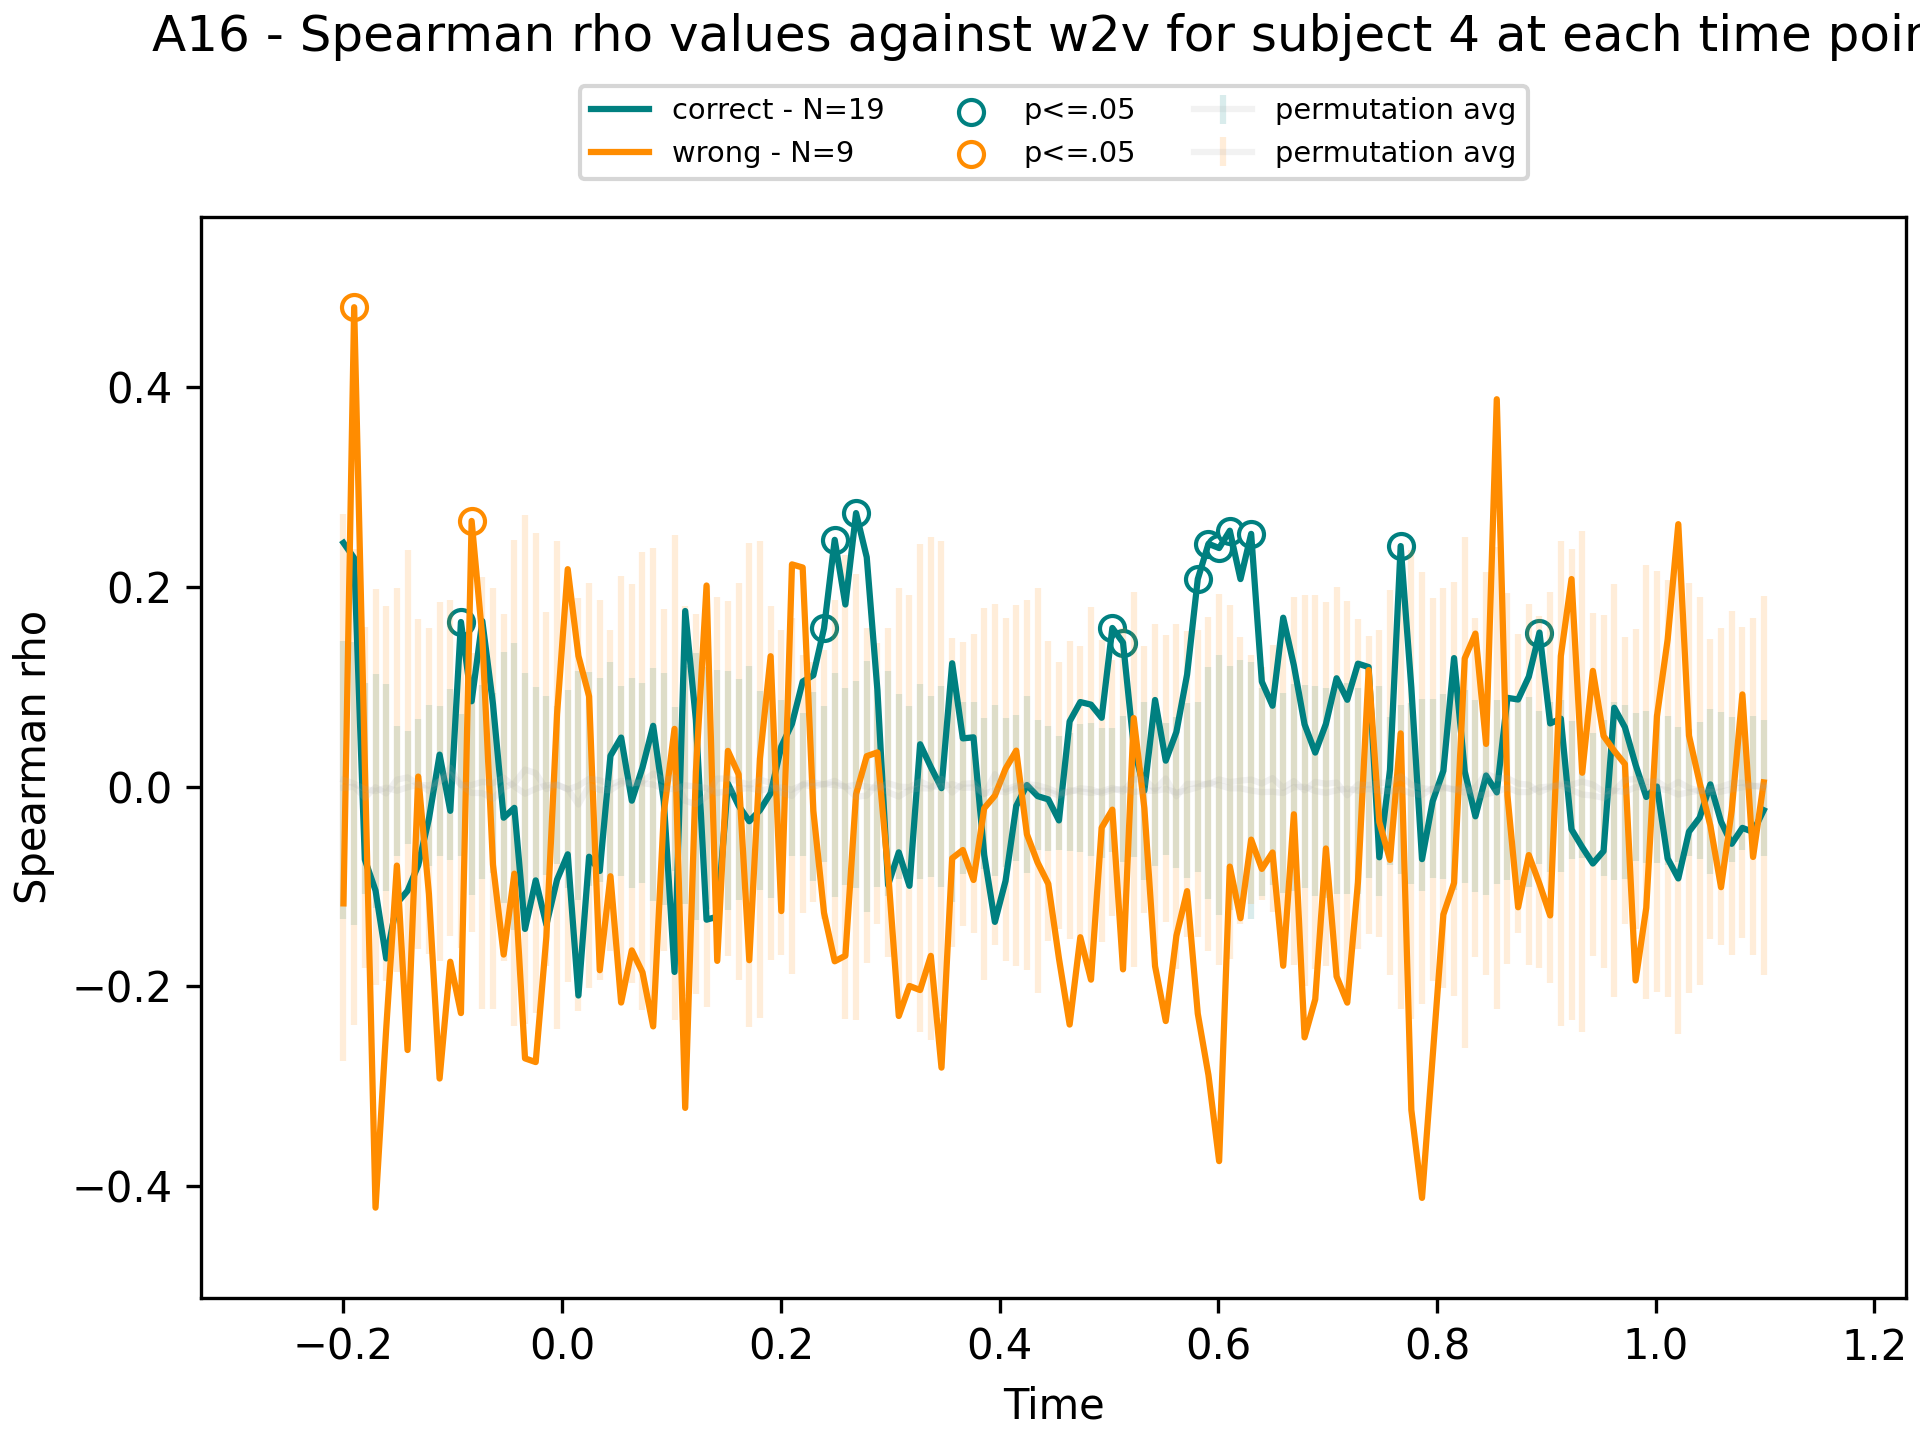 A16 - Spearman rho values against w2v for subject 4 at each time poin
correct - N=19
wrong - N=9
p<=.05
p<=.05
permutation avg
permutation avg
Spearman rho
0.4
0.2
0.0
−0.2
−0.4
−0.2 0.0 0.2 0.4 0.6 0.8 1.0 1.2
Time